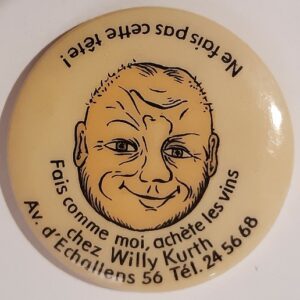 Ne fais pas cette tête!
Fais comme moi, achète les vins
chez Willy Kurth
Av. d'Echallens 56 Tél. 24 56 68